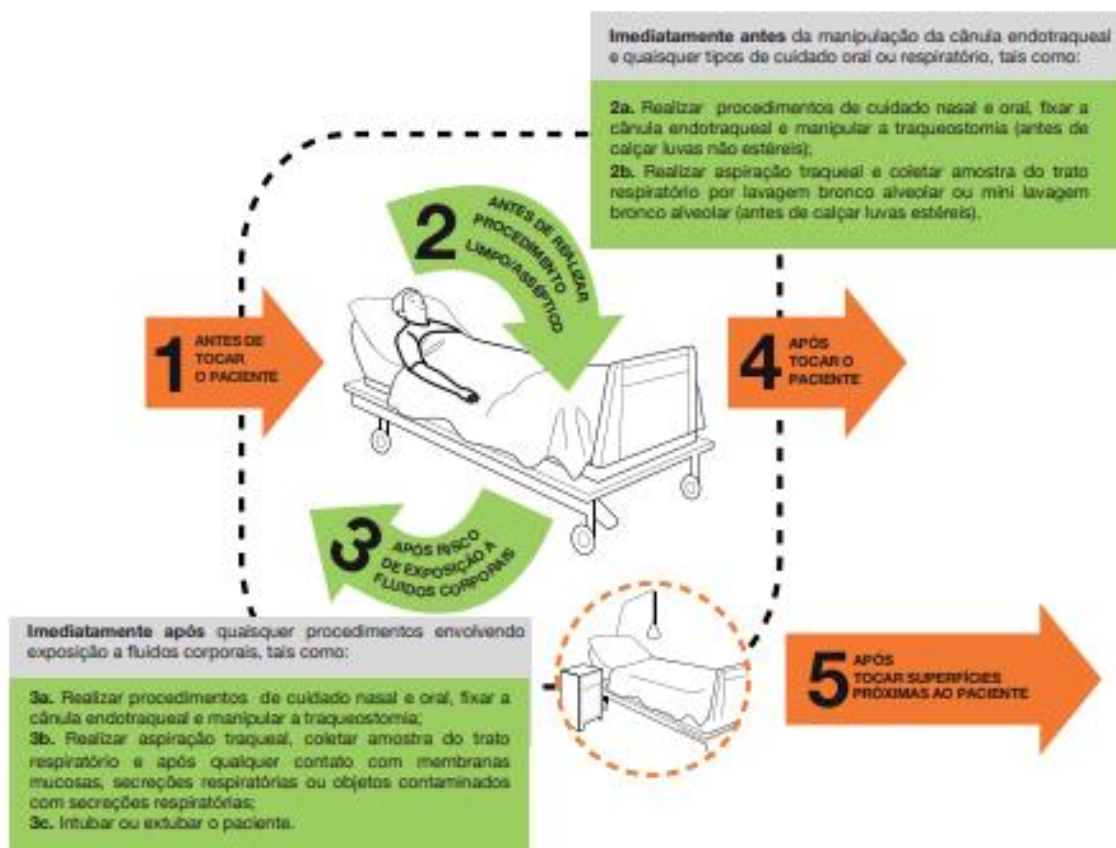 Imediatamente antes da manipulação da cânula endotraqueal
e quaisquer tipos de cuidado oral ou respiratório, tais como:
2a. Realizar procedimentos de cuidado nasal e oral, fixar a
cânula endotraqueal e manipular a traqueostomia (antes de
calçar luvas não estéreis);
2b. Realizar aspiração traqueal e coletar amostra do trato
respiratório por lavagem bronco alveolar ou mini lavagem
bronco alveolar (antes de calçar luvas estéreis).
2
ANTES DE REALIZAR
PROCEDIMENTO
LIMPO/ASSÉPTICO
1
ANTES DE
TOCAR
O PACIENTE
4
APÓS
TOCAR O
PACIENTE
3
APÓS RISCO
DE EXPOSIÇÃO A
FLUIDOS CORPORAIS
Imediatamente após quaisquer procedimentos envolvendo
exposição a fluidos corporais, tais como:
3a. Realizar procedimentos de cuidado nasal e oral, fixar a
cânula endotraqueal e manipular a traqueostomia;
3b. Realizar aspiração traqueal, coletar amostra do trato
respiratório e após qualquer contato com membranas
mucosas, secreções respiratórias ou objetos contaminados
com secreções respiratórias;
3c. Intubar ou extubar o paciente.
5
APÓS
TOCAR SUPERFÍCIES
PRÓXIMAS AO PACIENTE